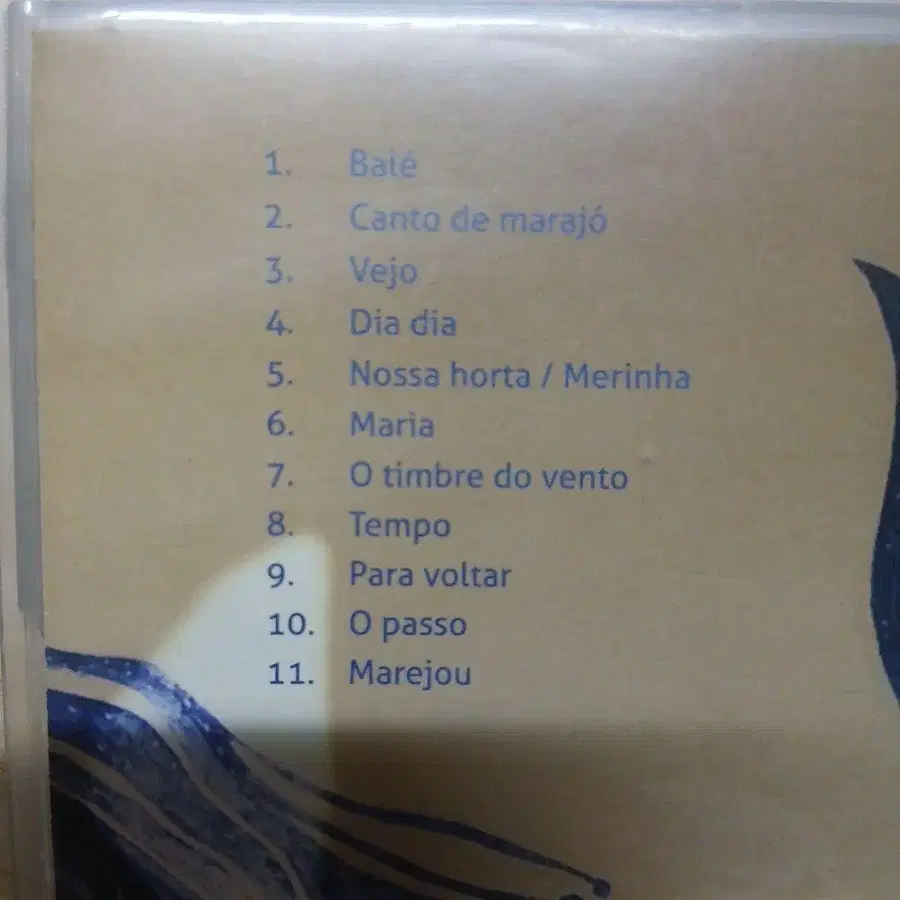 1. Baié
2. Canto de marajó
3. Vejo
4. Dia dia
5. Nossa horta / Merinha
6. Maria
7. O timbre do vento
8. Tempo
9. Para voltar
10. O passo
11. Marejou